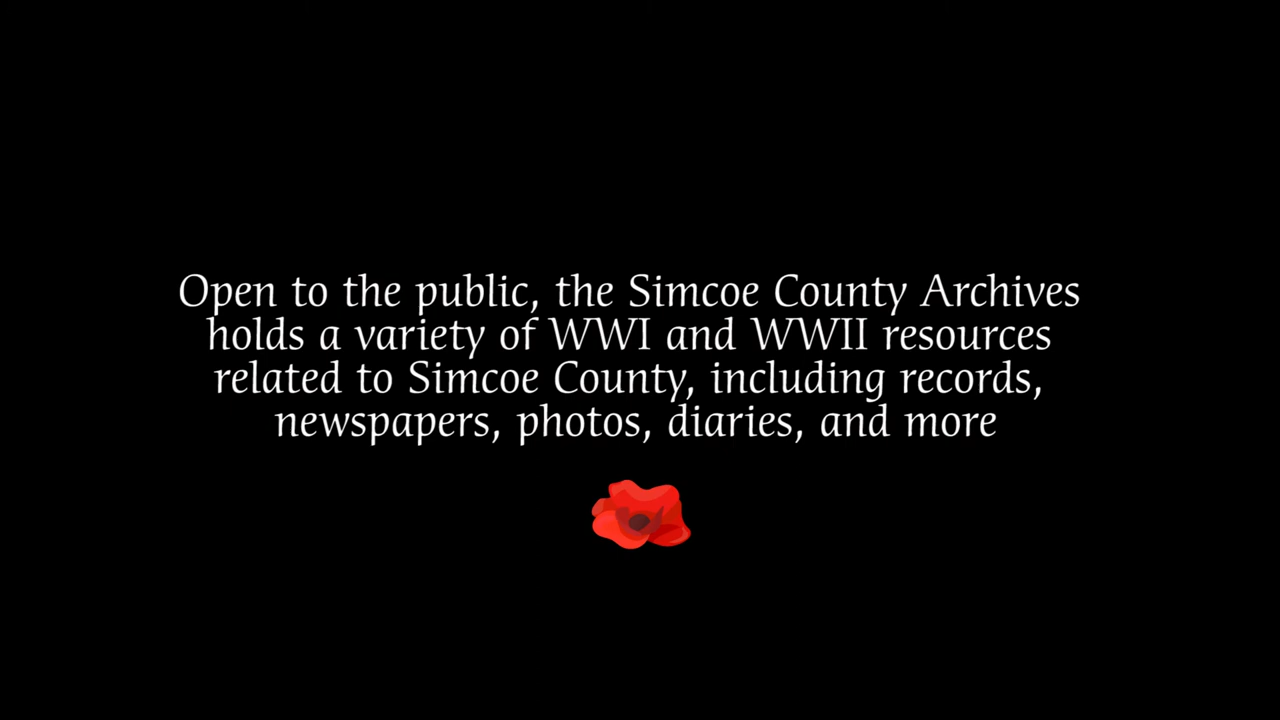 Open to the public, the Simcoe County Archives
holds a variety of WWI and WWII resources
related to Simcoe County, including records,
newspapers, photos, diaries, and more